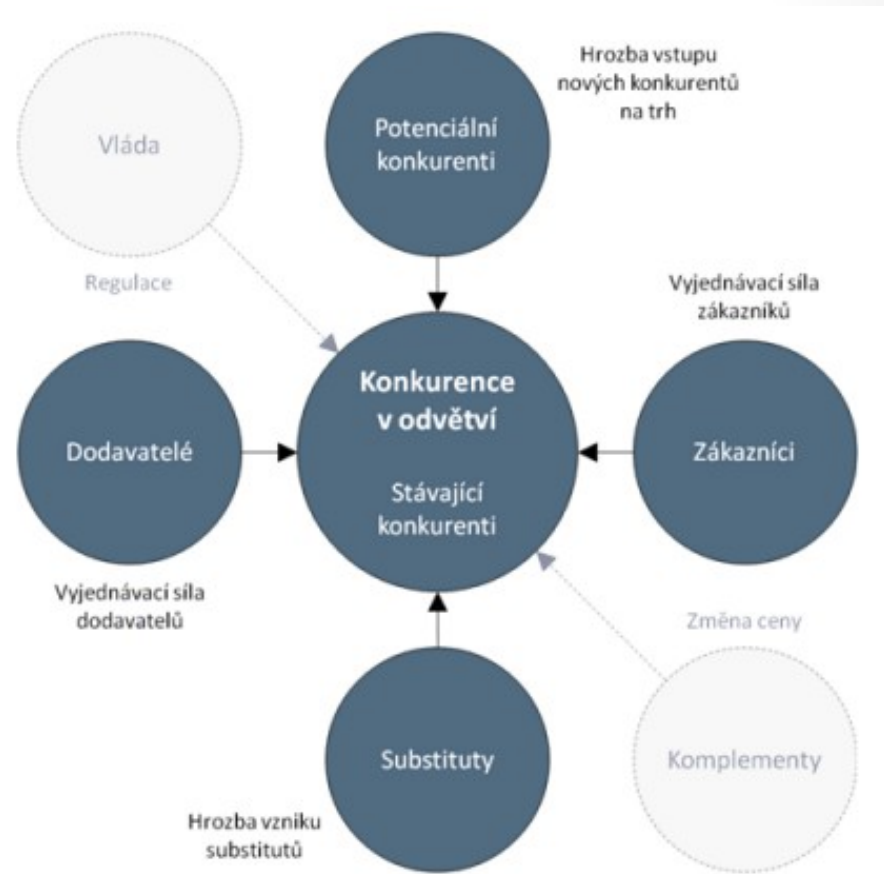 Hrozba vstupu
nových konkurentů
na trh
Vláda
Potenciální
konkurenti
Regulace
Vyjednávací síla
zákazníků
Konkurence
v odvětví
Dodavatelé
Zákazníci
Stávající
konkurenti
Vyjednávací síla
dodavatelů
Změna ceny
Substituty
Komplementy
Hrozba vzniku
substitutů